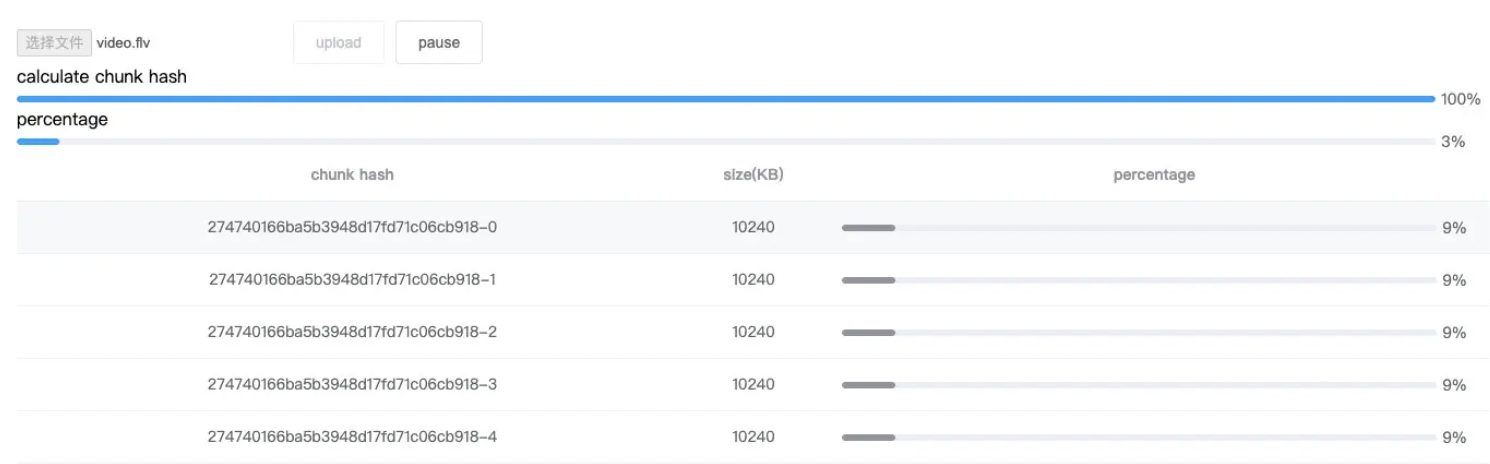 选择文件 video.flv upload pause
calculate chunk hash
100%
percentage
3%
chunk hash size(KB) percentage
274740166ba5b3948d17fd71c06cb918-0 10240 9%
274740166ba5b3948d17fd71c06cb918-1 10240 9%
274740166ba5b3948d17fd71c06cb918-2 10240 9%
274740166ba5b3948d17fd71c06cb918-3 10240 9%
274740166ba5b3948d17fd71c06cb918-4 10240 9%